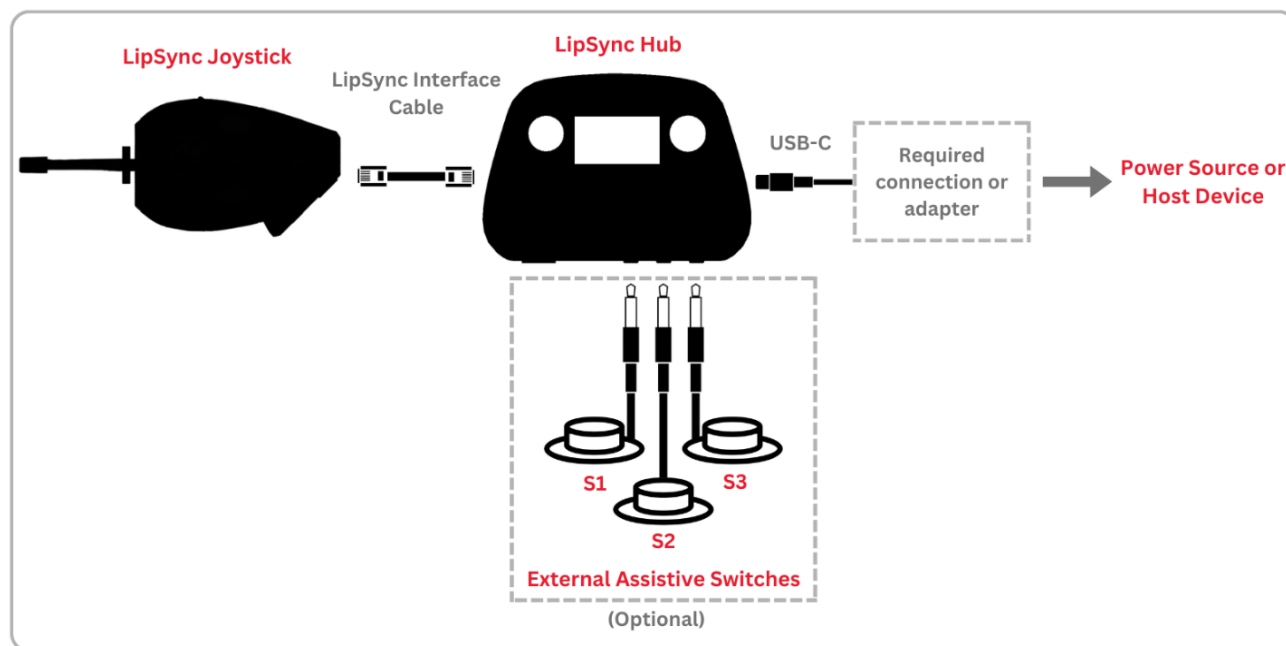 LipSync Joystick
LipSync Interface
Cable
LipSync Hub
USB-C
Required
connection or
adapter
Power Source or
Host Device
S1
S2
S3
External Assistive Switches
(Optional)